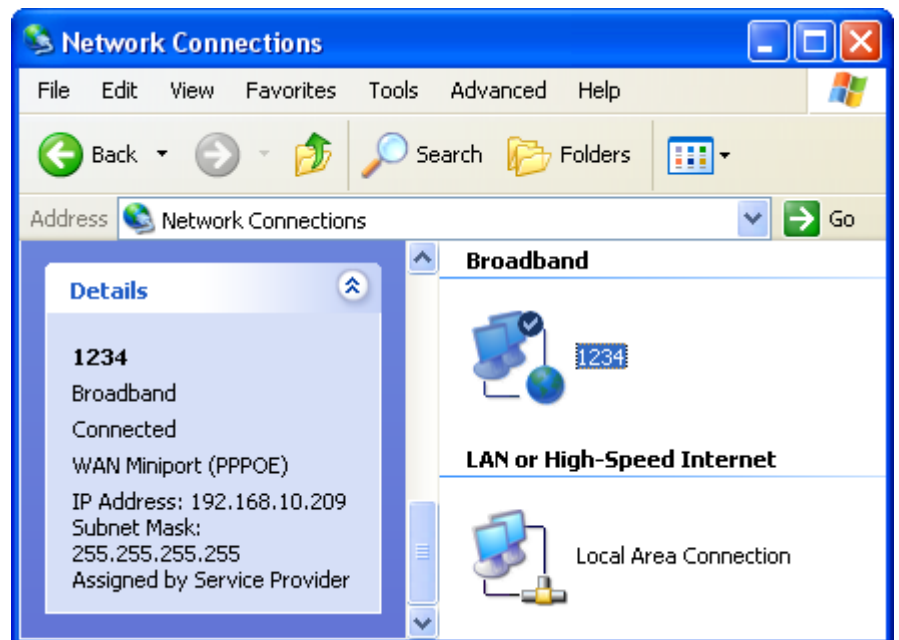 Network Connections
File Edit View Favorites Tools Advanced Help
Back Search Folders
Address Network Connections Go
Details
1234
Broadband
Connected
WAN Miniport (PPPOE)
IP Address: 192.168.10.209
Subnet Mask:
255.255.255.255
Assigned by Service Provider
Broadband
1234
LAN or High-Speed Internet
Local Area Connection